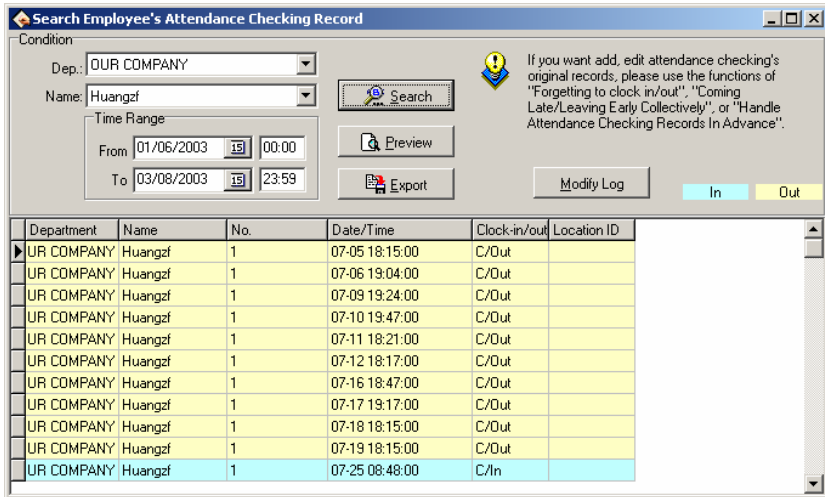 Search Employee's Attendance Checking Record
Condition
Dep.: OUR COMPANY
Name: Huangzf
Time Range
From 01/06/2003 15 00:00
To 03/08/2003 15 23:59
Search
Preview
Export
If you want add, edit attendance checking's
original records, please use the functions of
"Forgetting to clock in/out", "Coming
Late/Leaving Early Collectively", or "Handle
Attendance Checking Records In Advance".
Modify Log
In Out
Department Name No. Date/Time Clock-in/out Location ID
UR COMPANY Huangzf 1 07-05 18:15:00 C/Out
UR COMPANY Huangzf 1 07-06 19:04:00 C/Out
UR COMPANY Huangzf 1 07-09 19:24:00 C/Out
UR COMPANY Huangzf 1 07-10 19:47:00 C/Out
UR COMPANY Huangzf 1 07-11 18:21:00 C/Out
UR COMPANY Huangzf 1 07-12 18:17:00 C/Out
UR COMPANY Huangzf 1 07-16 18:47:00 C/Out
UR COMPANY Huangzf 1 07-17 19:17:00 C/Out
UR COMPANY Huangzf 1 07-18 18:15:00 C/Out
UR COMPANY Huangzf 1 07-19 18:15:00 C/Out
UR COMPANY Huangzf 1 07-25 08:48:00 C/In